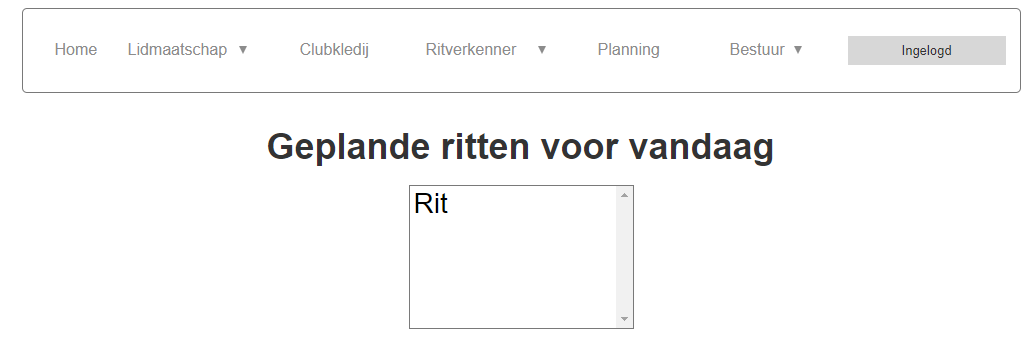 Home Lidmaatschap ▼ Clubkledij Ritverkenner ▼ Planning Bestuur ▼ Ingelogd
Geplande ritten voor vandaag
Rit